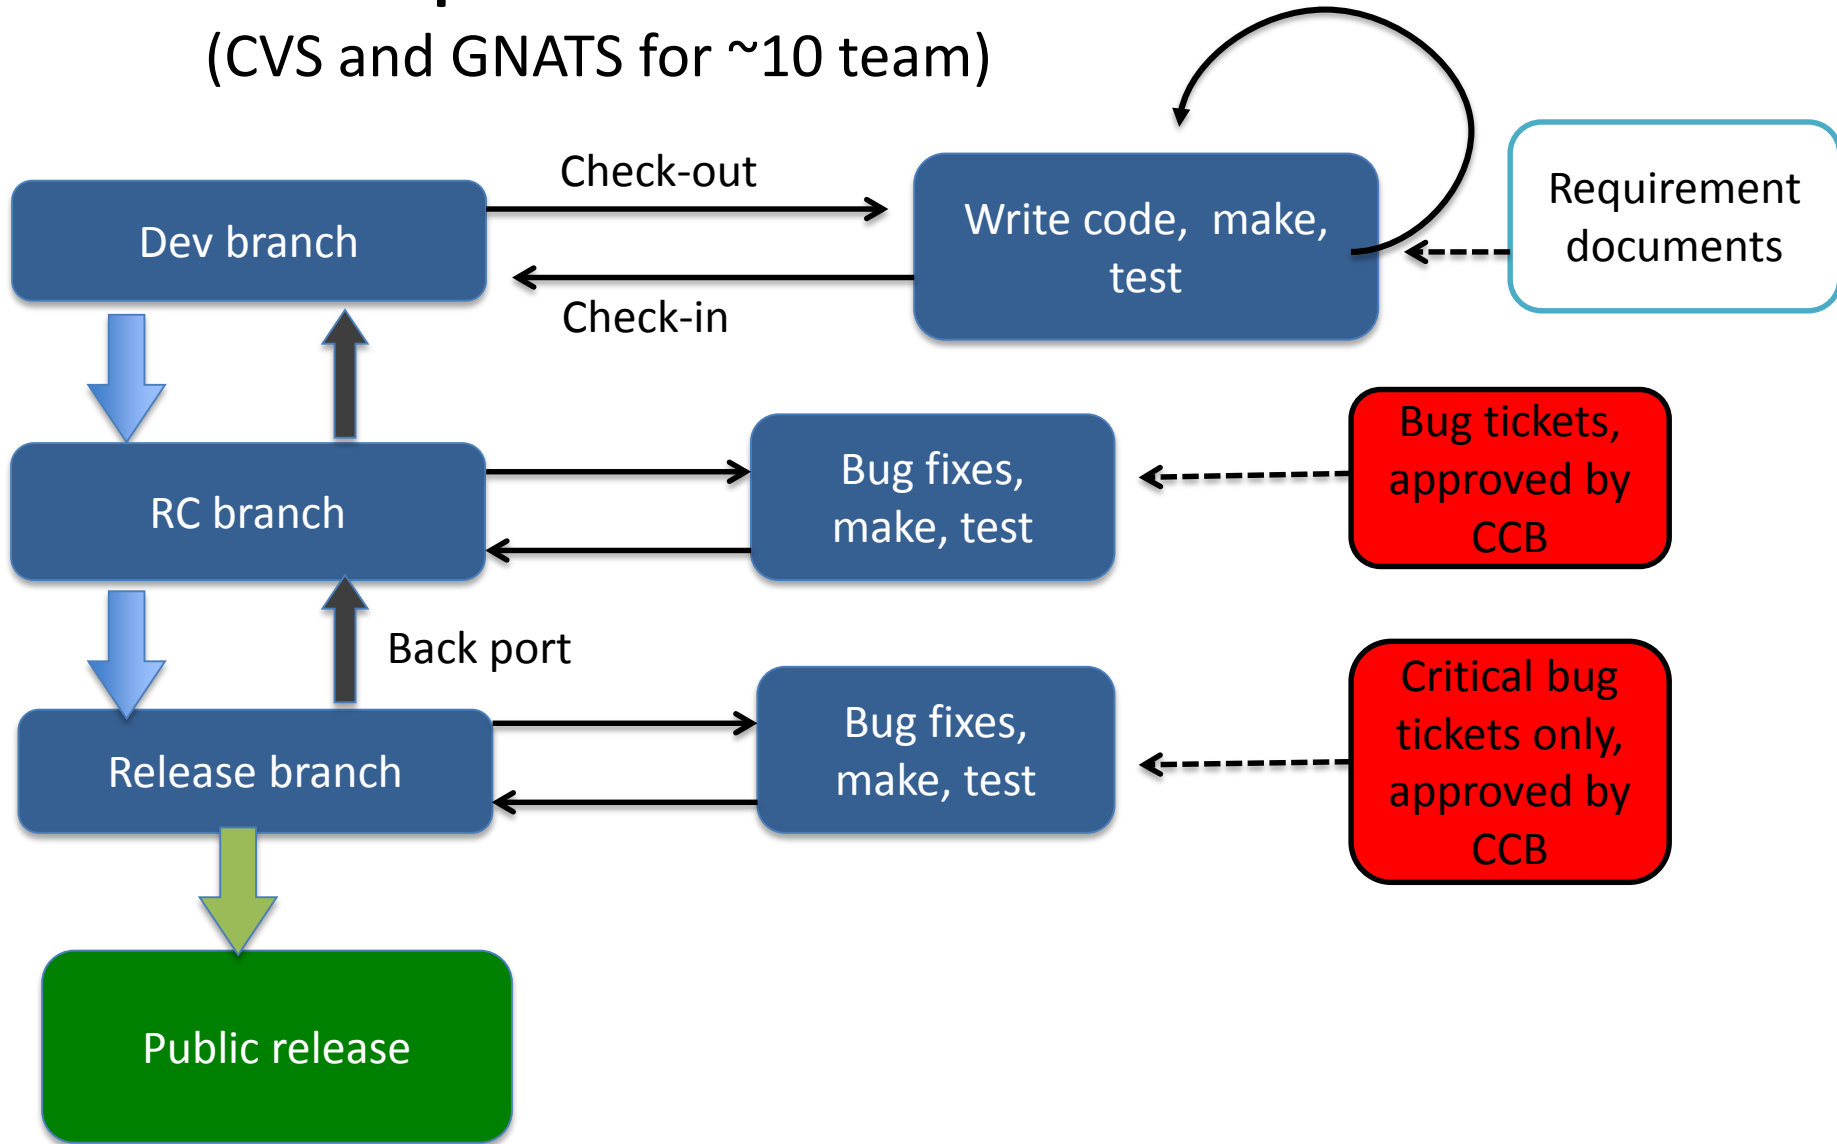 (CVS and GNATS for ~10 team)
Check-out
Dev branch
Write code, make,
test
Requirement
documents
Check-in
RC branch
Bug fixes,
make, test
Bug tickets,
approved by
CCB
Back port
Release branch
Bug fixes,
make, test
Critical bug
tickets only,
approved by
CCB
Public release